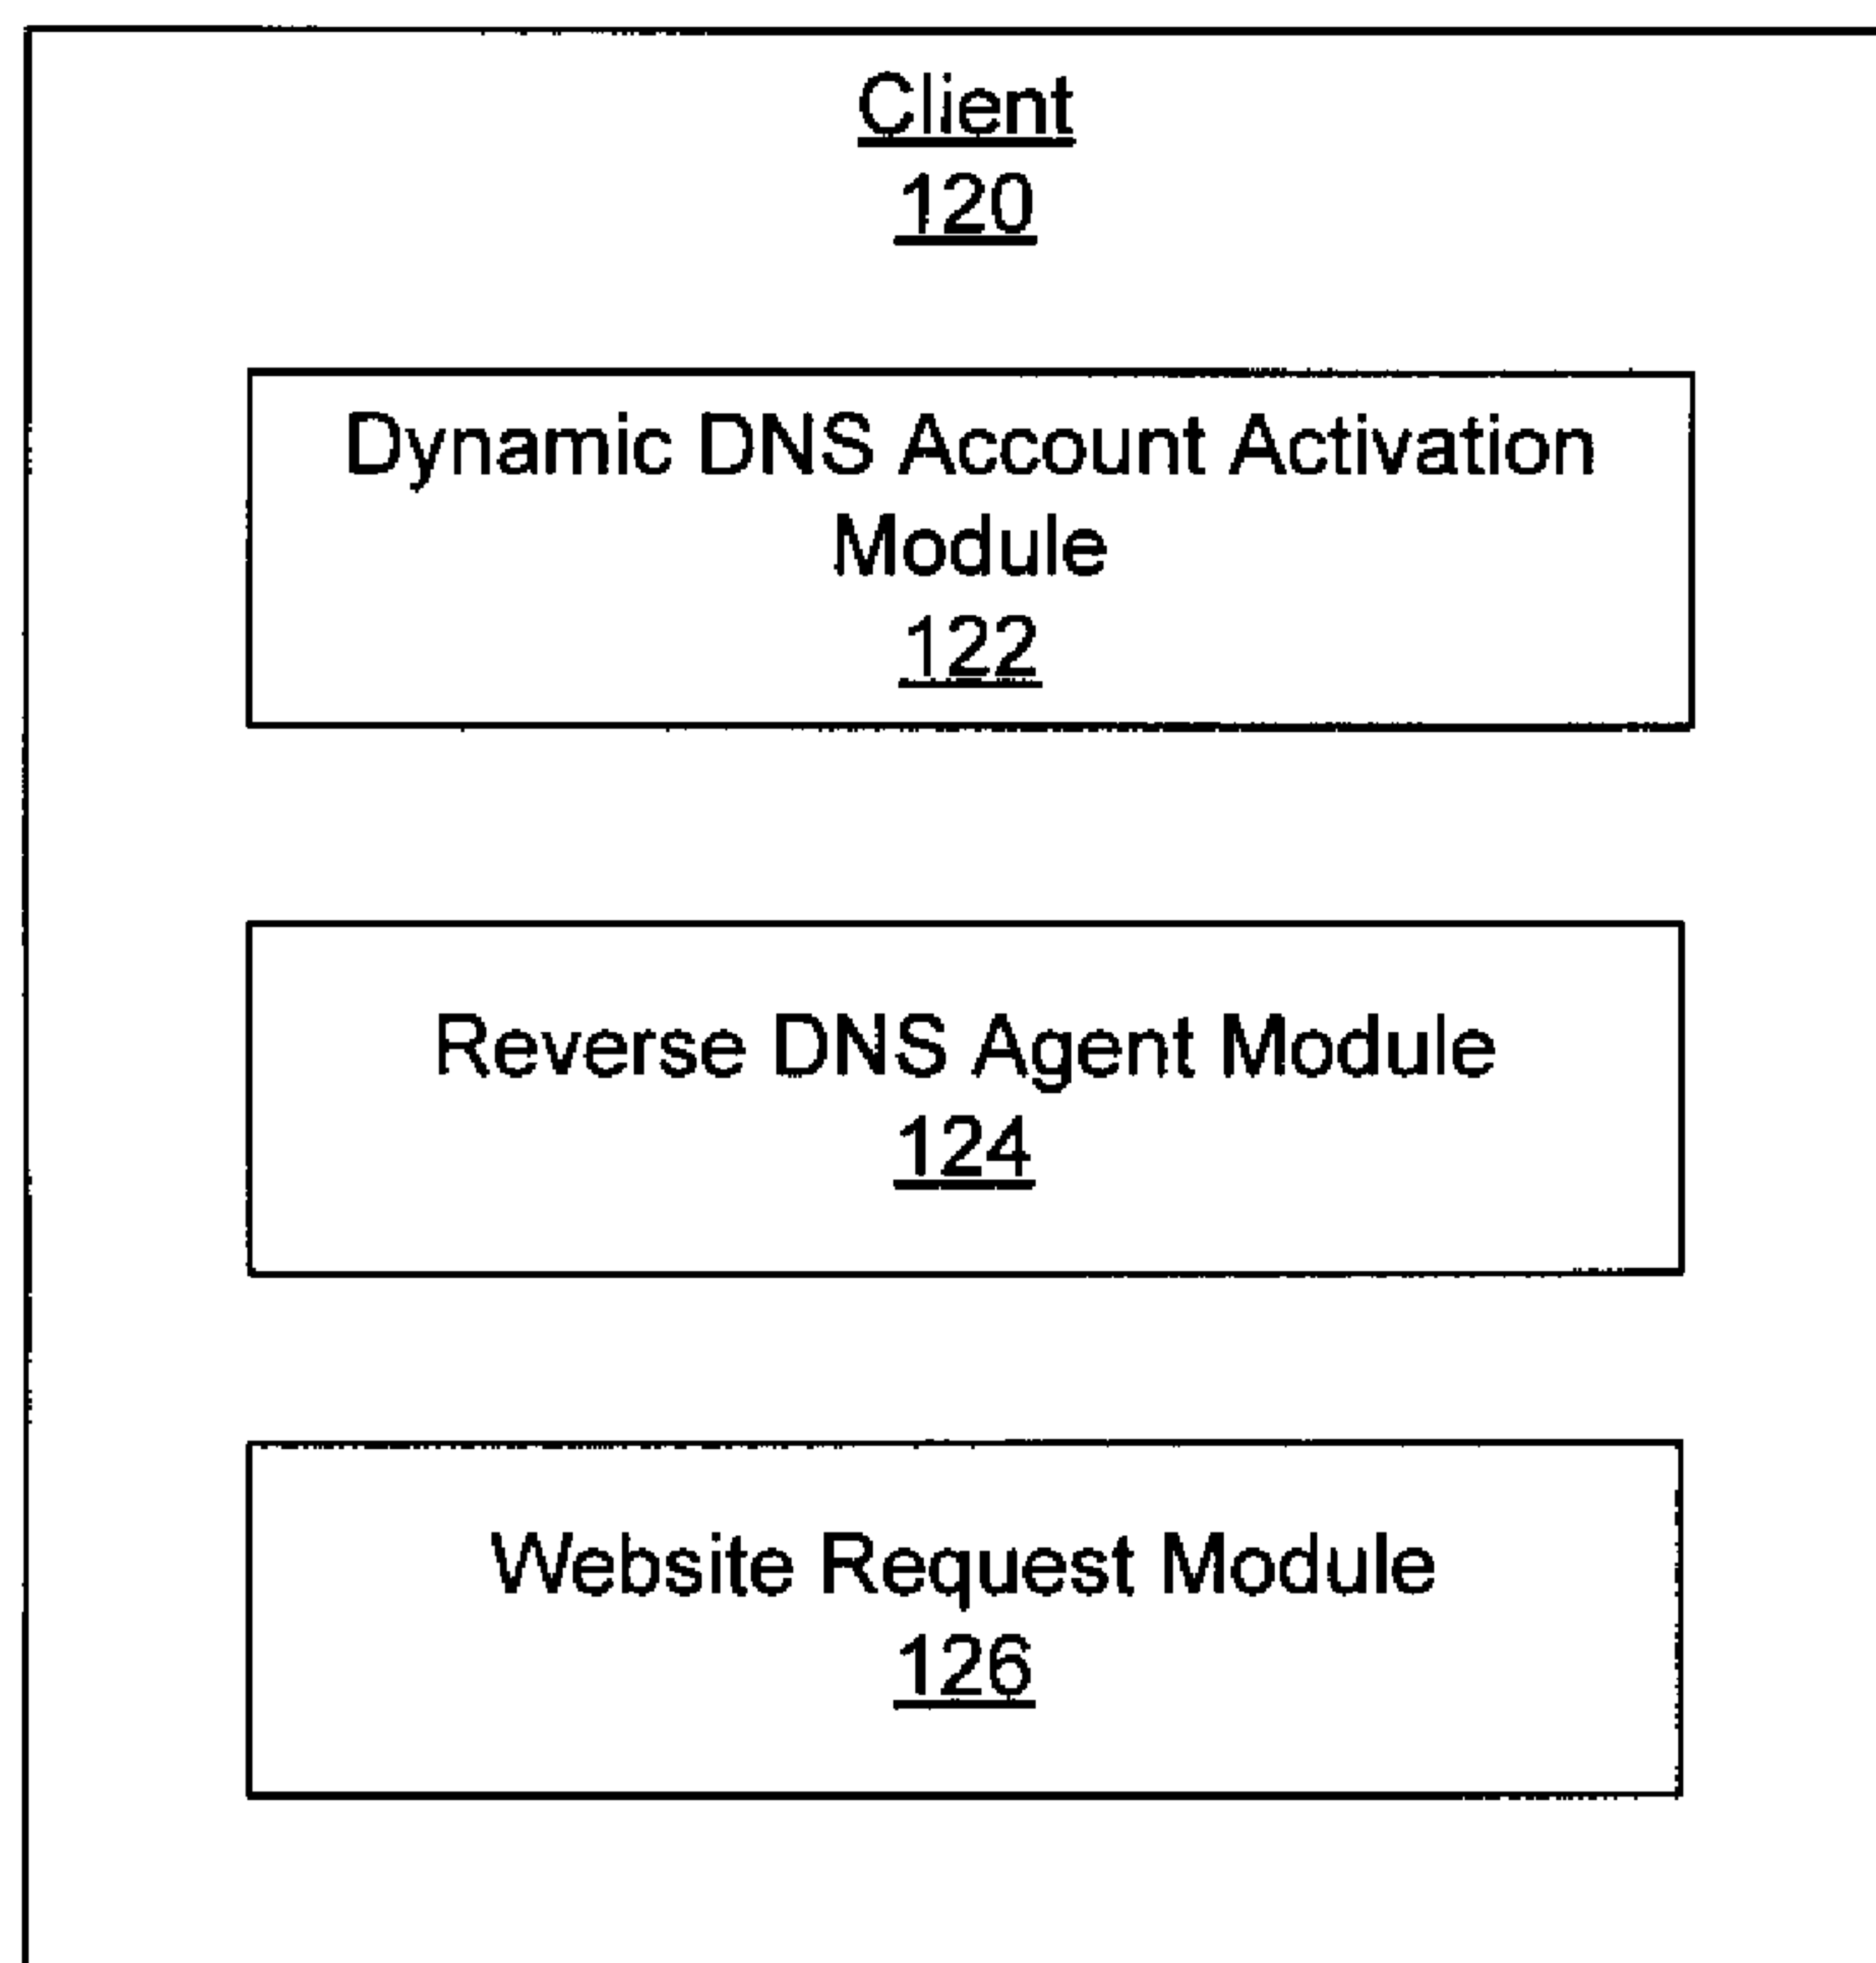 Client
120
Dynamic DNS Account Activation
Module
122
Reverse DNS Agent Module
124
Website Request Module
126